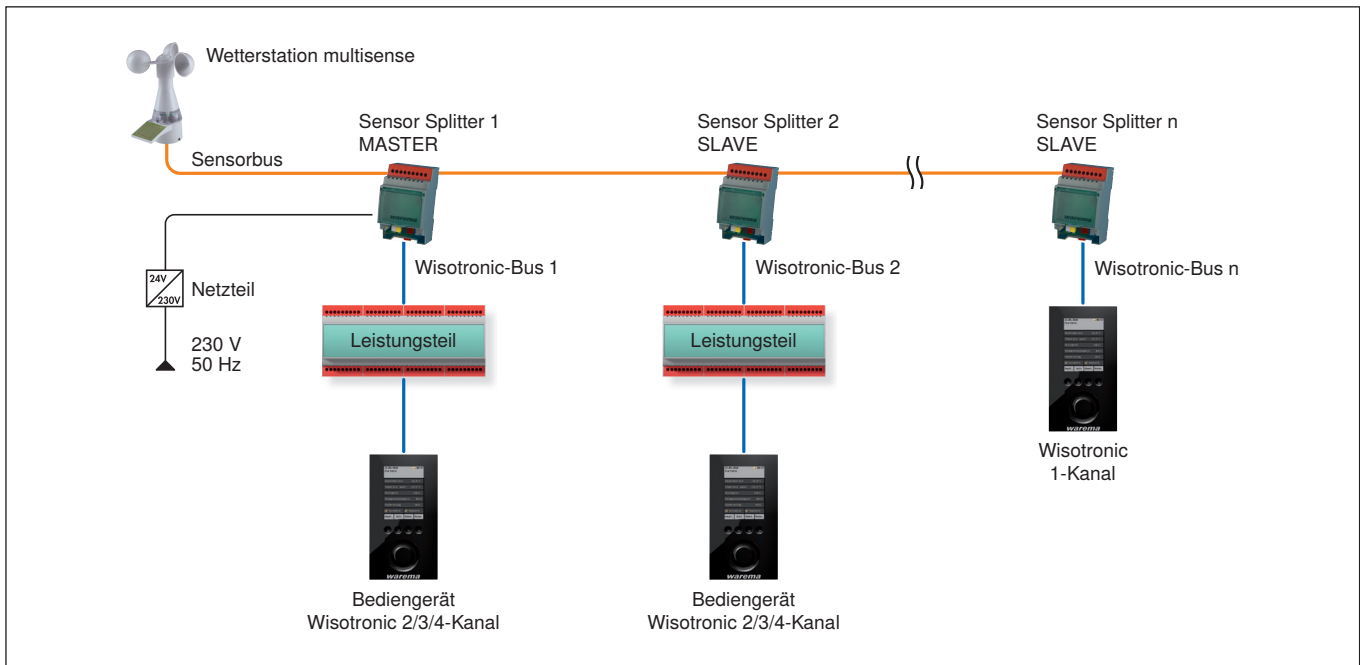 Wetterstation multisense
Sensor Splitter 1
MASTER
Sensor Splitter 2
SLAVE
Sensor Splitter n
SLAVE
Sensorbus
Wisotronic-Bus 1
Wisotronic-Bus 2
Wisotronic-Bus n
24V
230V
Netzteil
230 V
50 Hz
Leistungsteil
Leistungsteil
warema
Wisotronic
1-Kanal
warema
warema
Bediengerät
Wisotronic 2/3/4-Kanal
Bediengerät
Wisotronic 2/3/4-Kanal